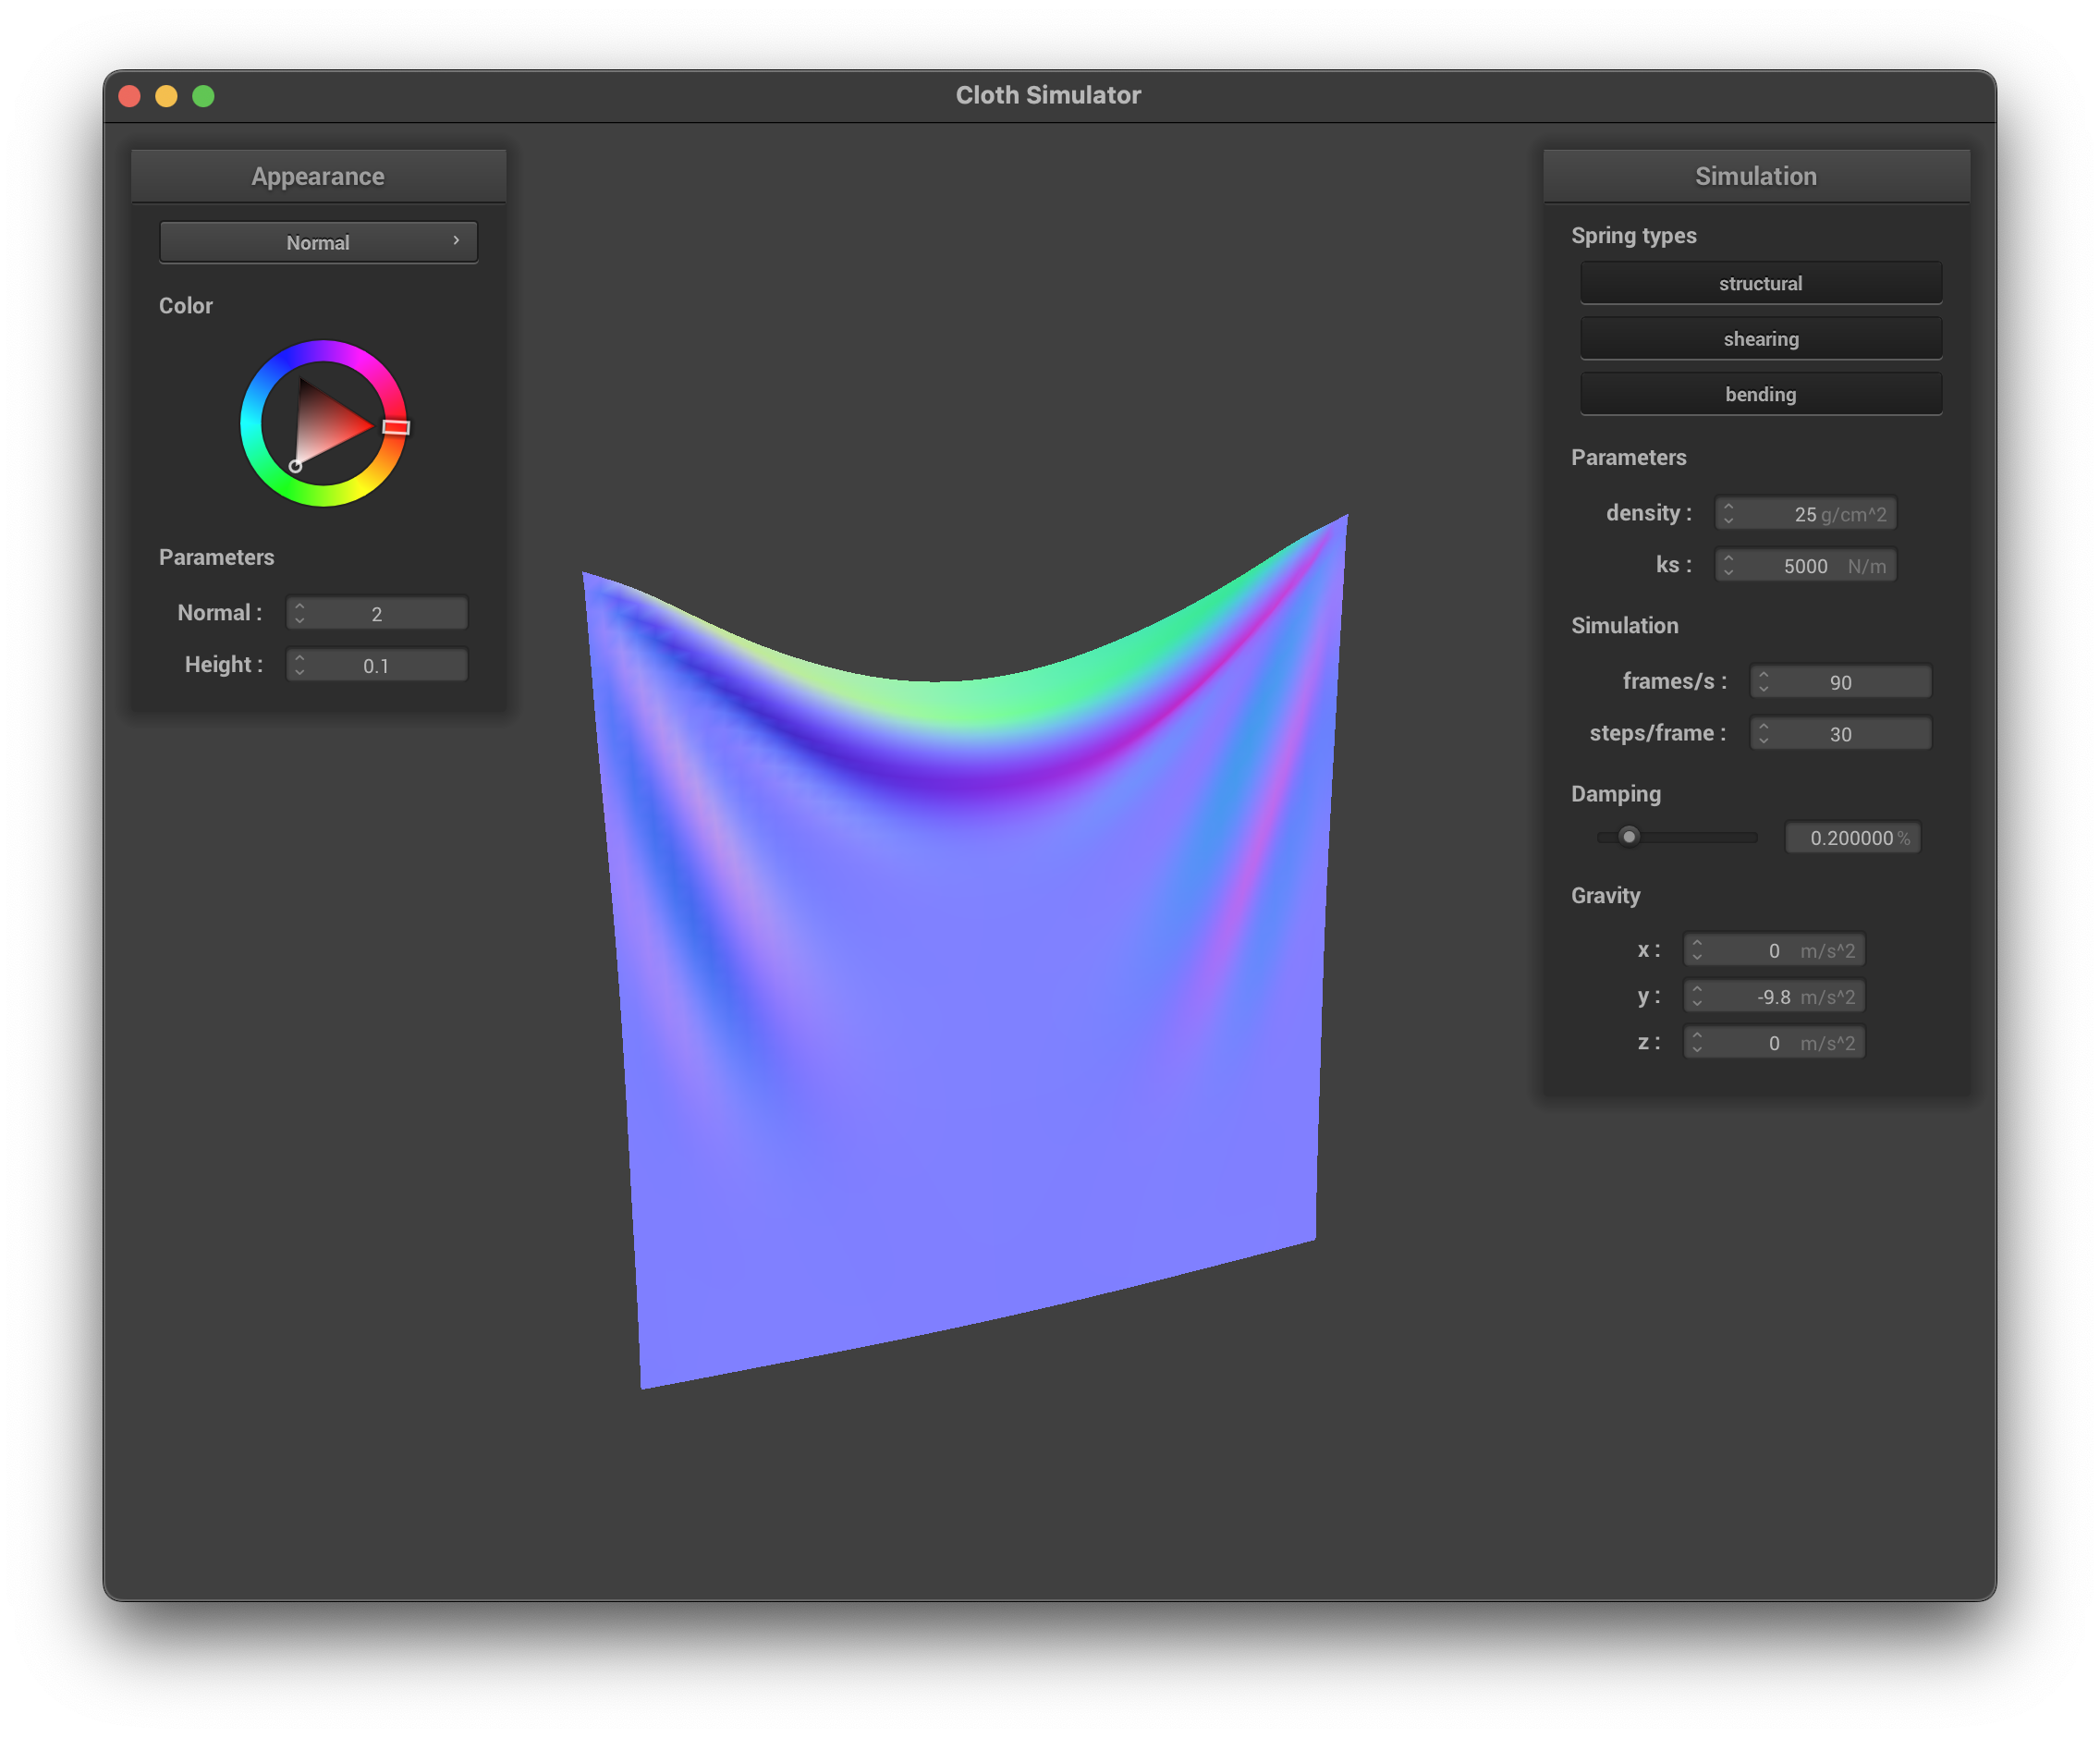 Cloth Simulator
Appearance
Normal
Color
Parameters
Normal : 2
Height : 0.1
Simulation
Spring types
structural
shearing
bending
Parameters
density : 25 g/cm^2
ks : 5000 N/m
Simulation
frames/s : 90
steps/frame : 30
Damping
0.200000 %
Gravity
x : 0 m/s^2
y : -9.8 m/s^2
z : 0 m/s^2